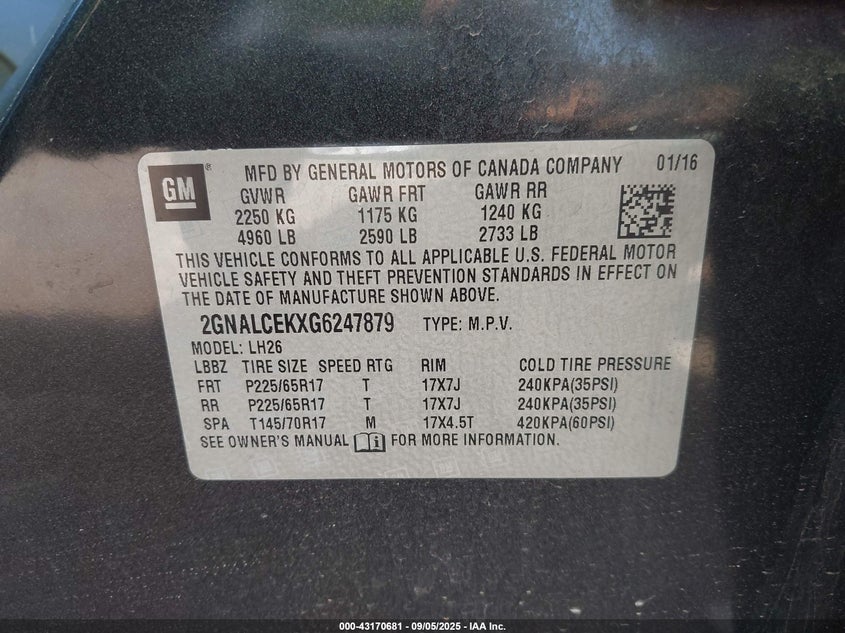 GM ® MFD BY GENERAL MOTORS OF CANADA COMPANY 01/16
GVWR GAWR FRT GAWR RR
2250 KG 1175 KG 1240 KG
4960 LB 2590 LB 2733 LB
THIS VEHICLE CONFORMS TO ALL APPLICABLE U.S. FEDERAL MOTOR
VEHICLE SAFETY AND THEFT PREVENTION STANDARDS IN EFFECT ON
THE DATE OF MANUFACTURE SHOWN ABOVE.
2GNALCEKXG6247879 TYPE: M.P.V.
MODEL: LH26
LBBZ TIRE SIZE SPEED RTG RIM COLD TIRE PRESSURE
FRT P225/65R17 T 17X7J 240KPA(35PSI)
RR P225/65R17 T 17X7J 240KPA(35PSI)
SPA T145/70R17 M 17X4.5T 420KPA(60PSI)
SEE OWNER'S MANUAL FOR MORE INFORMATION.
000-43170681 - 09/05/2025 - IAA Inc.